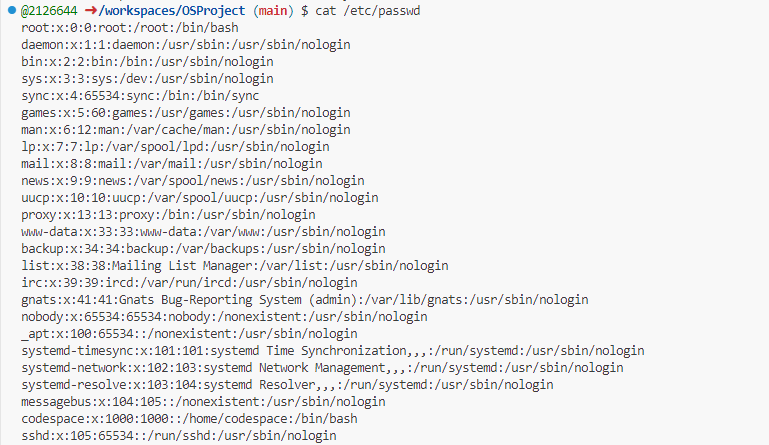 @2126644 ➜/workspaces/OSProject (main) $ cat /etc/passwd
root:x:0:0:root:/root:/bin/bash
daemon:x:1:1:daemon:/usr/sbin:/usr/sbin/nologin
bin:x:2:2:bin:/bin:/usr/sbin/nologin
sys:x:3:3:sys:/dev:/usr/sbin/nologin
sync:x:4:65534:sync:/bin:/bin/sync
games:x:5:60:games:/usr/games:/usr/sbin/nologin
man:x:6:12:man:/var/cache/man:/usr/sbin/nologin
lp:x:7:7:lp:/var/spool/lpd:/usr/sbin/nologin
mail:x:8:8:mail:/var/mail:/usr/sbin/nologin
news:x:9:9:news:/var/spool/news:/usr/sbin/nologin
uucp:x:10:10:uucp:/var/spool/uucp:/usr/sbin/nologin
proxy:x:13:13:proxy:/bin:/usr/sbin/nologin
www-data:x:33:33:www-data:/var/www:/usr/sbin/nologin
backup:x:34:34:backup:/var/backups:/usr/sbin/nologin
list:x:38:38:Mailing List Manager:/var/list:/usr/sbin/nologin
irc:x:39:39:ircd:/var/run/ircd:/usr/sbin/nologin
gnats:x:41:41:Gnats Bug-Reporting System (admin):/var/lib/gnats:/usr/sbin/nologin
nobody:x:65534:65534:nobody:/nonexistent:/usr/sbin/nologin
_apt:x:100:65534::/nonexistent:/usr/sbin/nologin
systemd-timesync:x:101:101:systemd Time Synchronization,,,:/run/systemd:/usr/sbin/nologin
systemd-network:x:102:103:systemd Network Management,,,:/run/systemd:/usr/sbin/nologin
systemd-resolve:x:103:104:systemd Resolver,,,:/run/systemd:/usr/sbin/nologin
messagebus:x:104:105::/nonexistent:/usr/sbin/nologin
codespace:x:1000:1000::/home/codespace:/bin/bash
sshd:x:105:65534::/run/sshd:/usr/sbin/nologin